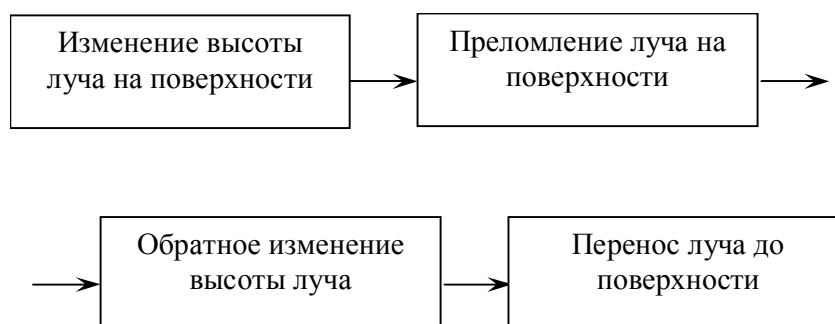 Изменение высоты
луча на поверхности
Преломление луча на
поверхности
Обратное изменение
высоты луча
Перенос луча до
поверхности